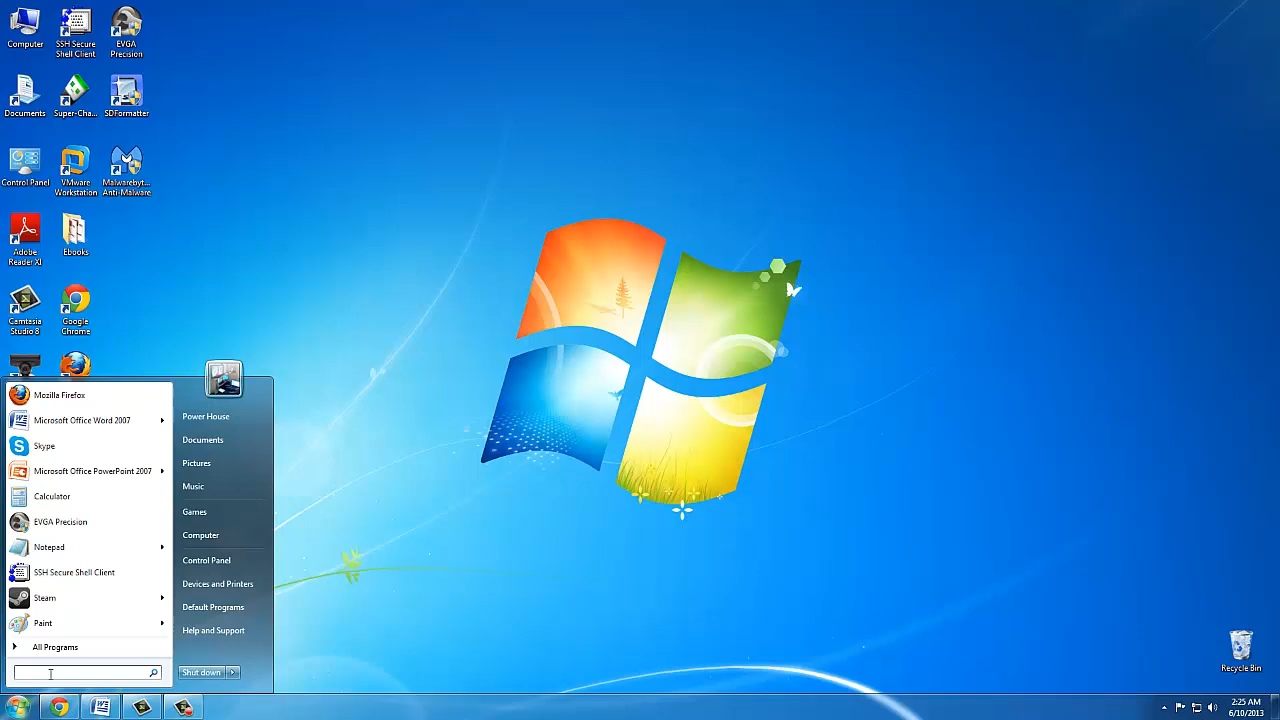 Computer
SSH Secure
Shell Client
EVGA
Precision
Documents
Super-Cha...
SDFormatter
Control Panel
VMware
Workstation
Malwarebyt...
Anti-Malware
Adobe
Reader XI
Ebooks
Camtasia
Studio 8
Google
Chrome
Mozilla Firefox
Microsoft Office Word 2007
Skype
Microsoft Office PowerPoint 2007
Calculator
EVGA Precision
Notepad
SSH Secure Shell Client
Steam
Paint
All Programs
Power House
Documents
Pictures
Music
Games
Computer
Control Panel
Devices and Printers
Default Programs
Help and Support
Shut down
Recycle Bin
2:25 AM
6/10/2013